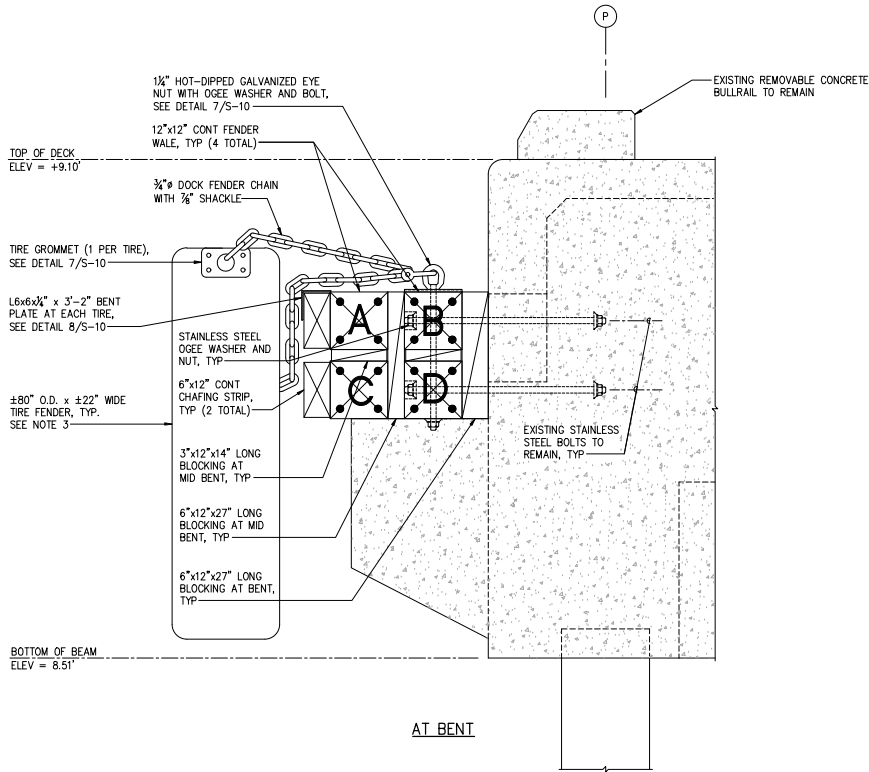 P
1¼" HOT-DIPPED GALVANIZED EYE
NUT WITH OGEE WASHER AND BOLT,
SEE DETAIL 7/S-10
EXISTING REMOVABLE CONCRETE
BULLRAIL TO REMAIN
12"x12" CONT FENDER
WALE, TYP (4 TOTAL)
TOP OF DECK
ELEV = +9.10'
¾"ø DOCK FENDER CHAIN
WITH ⅞" SHACKLE
TIRE GROMMET (1 PER TIRE),
SEE DETAIL 7/S-10
L6x6x¼" x 3'-2" BENT
PLATE AT EACH TIRE,
SEE DETAIL 8/S-10
A
B
STAINLESS STEEL
OGEE WASHER AND
NUT, TYP
C
D
6"x12" CONT
CHAFING STRIP,
TYP (2 TOTAL)
±80" O.D. x ±22" WIDE
TIRE FENDER, TYP.
SEE NOTE 3
EXISTING STAINLESS
STEEL BOLTS TO
REMAIN, TYP
3"x12"x14" LONG
BLOCKING AT
MID BENT, TYP
6"x12"x27" LONG
BLOCKING AT MID
BENT, TYP
6"x12"x27" LONG
BLOCKING AT BENT,
TYP
BOTTOM OF BEAM
ELEV = 8.51'
AT BENT